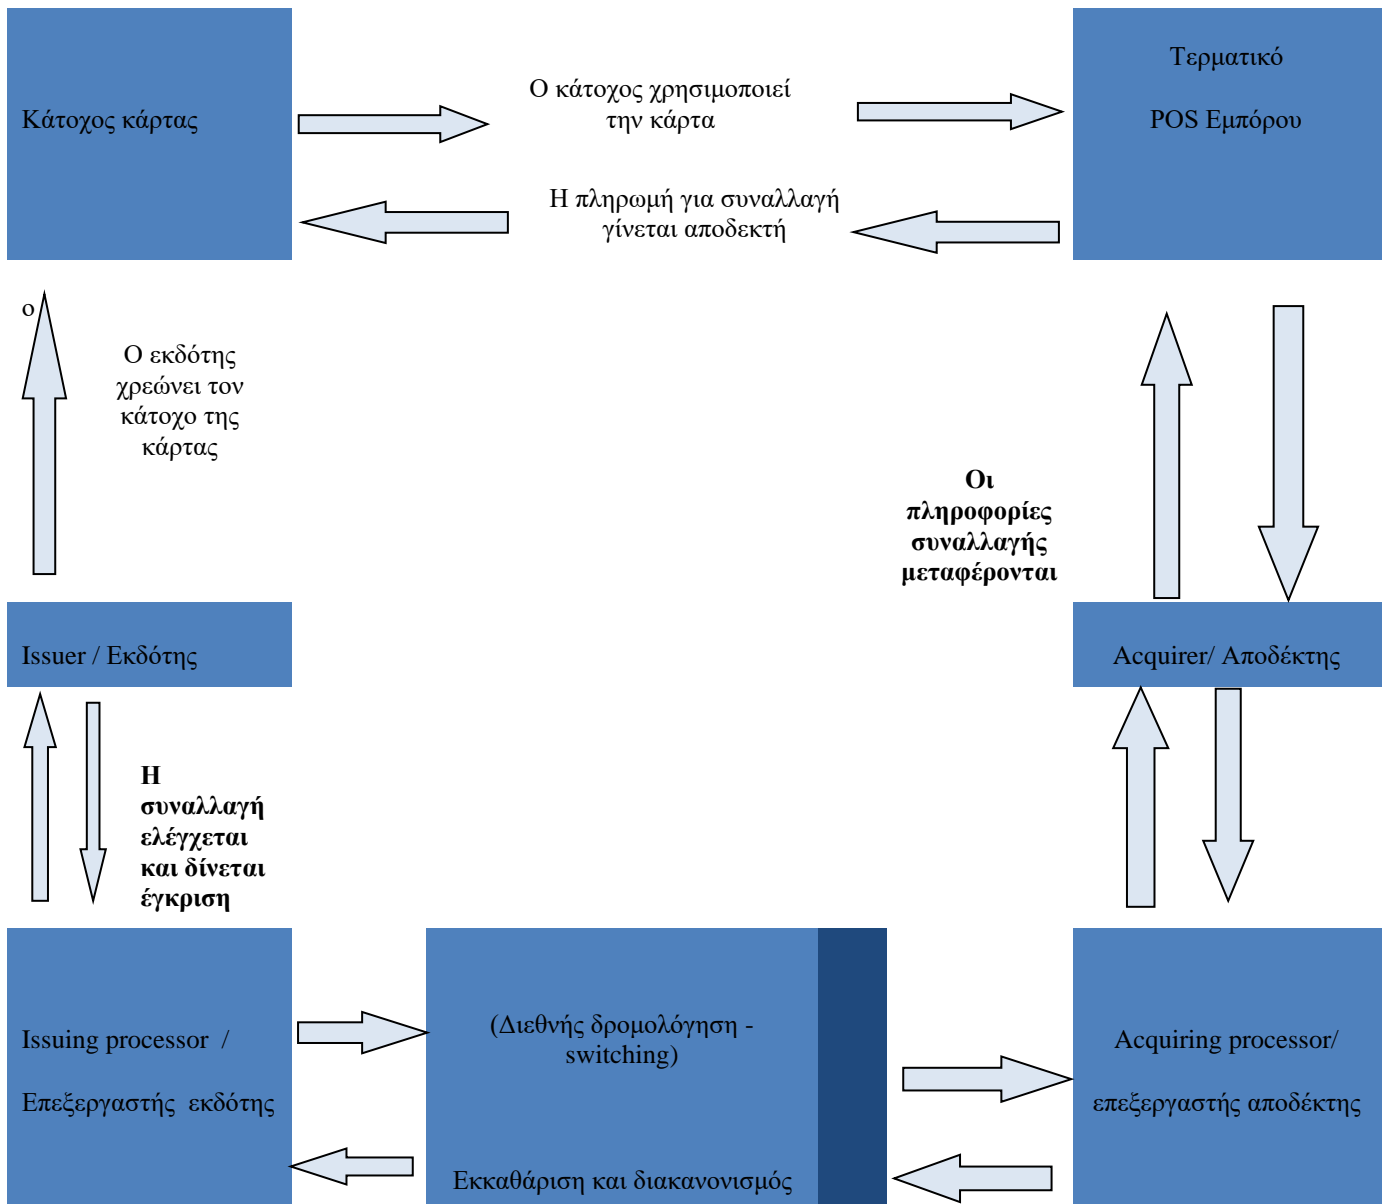 Κάτοχος κάρτας
Ο κάτοχος χρησιμοποιεί
την κάρτα
Η πληρωμή για συναλλαγή
γίνεται αποδεκτή
Τερματικό
POS Εμπόρου
ο
Ο εκδότης
χρεώνει τον
κάτοχο της
κάρτας
Οι
πληροφορίες
συναλλαγής
μεταφέρονται
Issuer / Εκδότης
Acquirer/ Αποδέκτης
Η
συναλλαγή
ελέγχεται
και δίνεται
έγκριση
Issuing processor /
Επεξεργαστής εκδότης
(Διεθνής δρομολόγηση -
switching)
Εκκαθάριση και διακανονισμός
Acquiring processor/
επεξεργαστής αποδέκτης